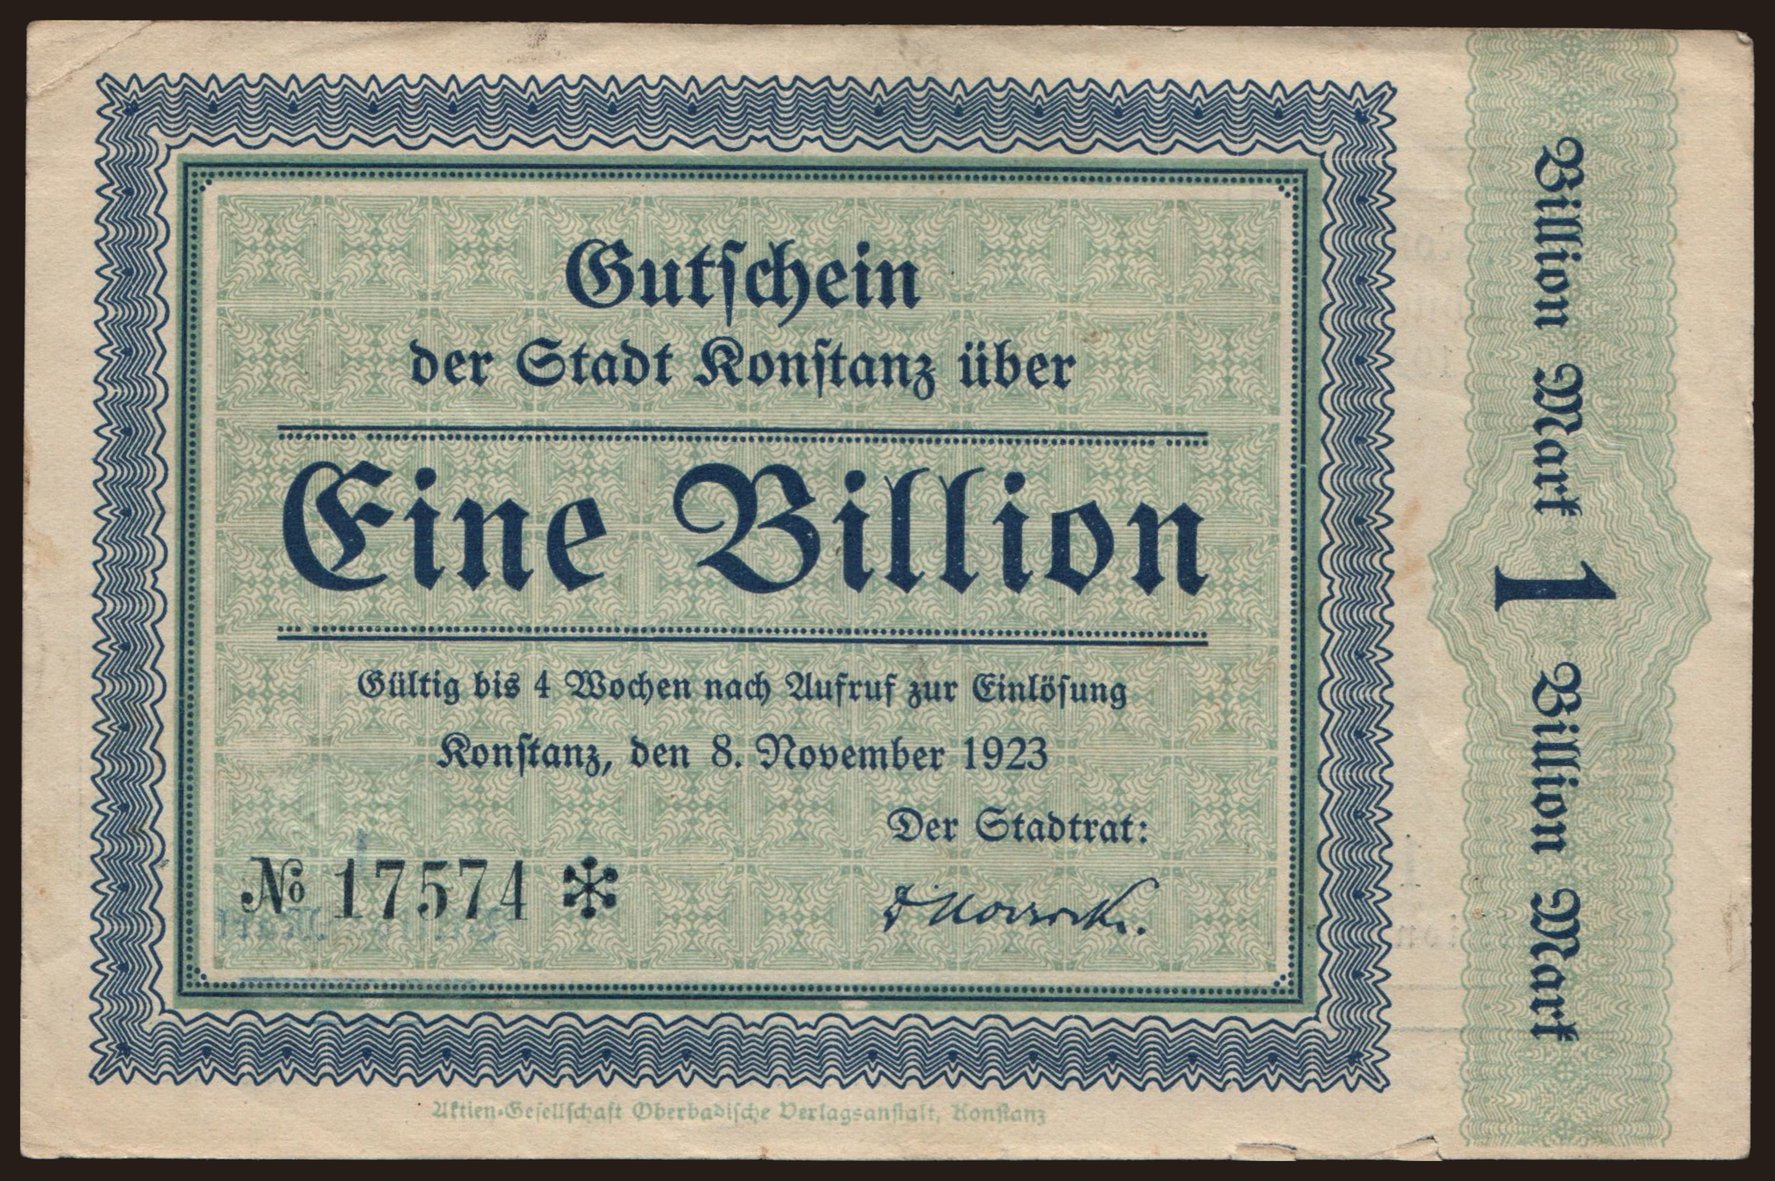 Gutschein
der Stadt Konstanz über
Eine Billion
Gültig bis 4 Wochen nach Aufruf zur Einlösung
Konstanz, den 8. November 1923
Der Stadtrat:
№ 17574
Aktien-Gesellschaft Oberbadische Verlagsanstalt, Konstanz
Billion Mark 1 Billion Mark